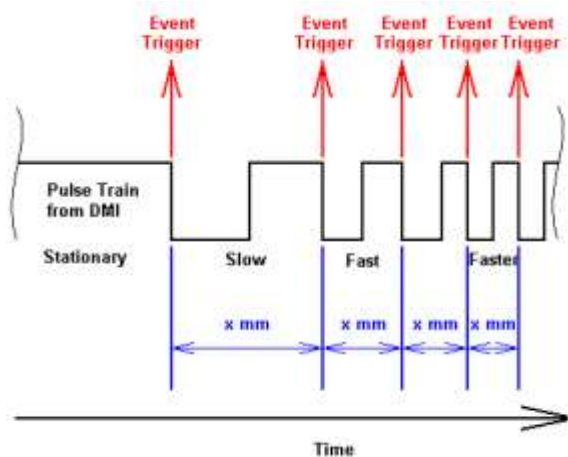 Event Trigger
Event Trigger
Event Trigger
Event Trigger
Event Trigger
Pulse Train
from DMI
Stationary
Slow
Fast
Faster
x mm
x mm
x mm
x mm
Time